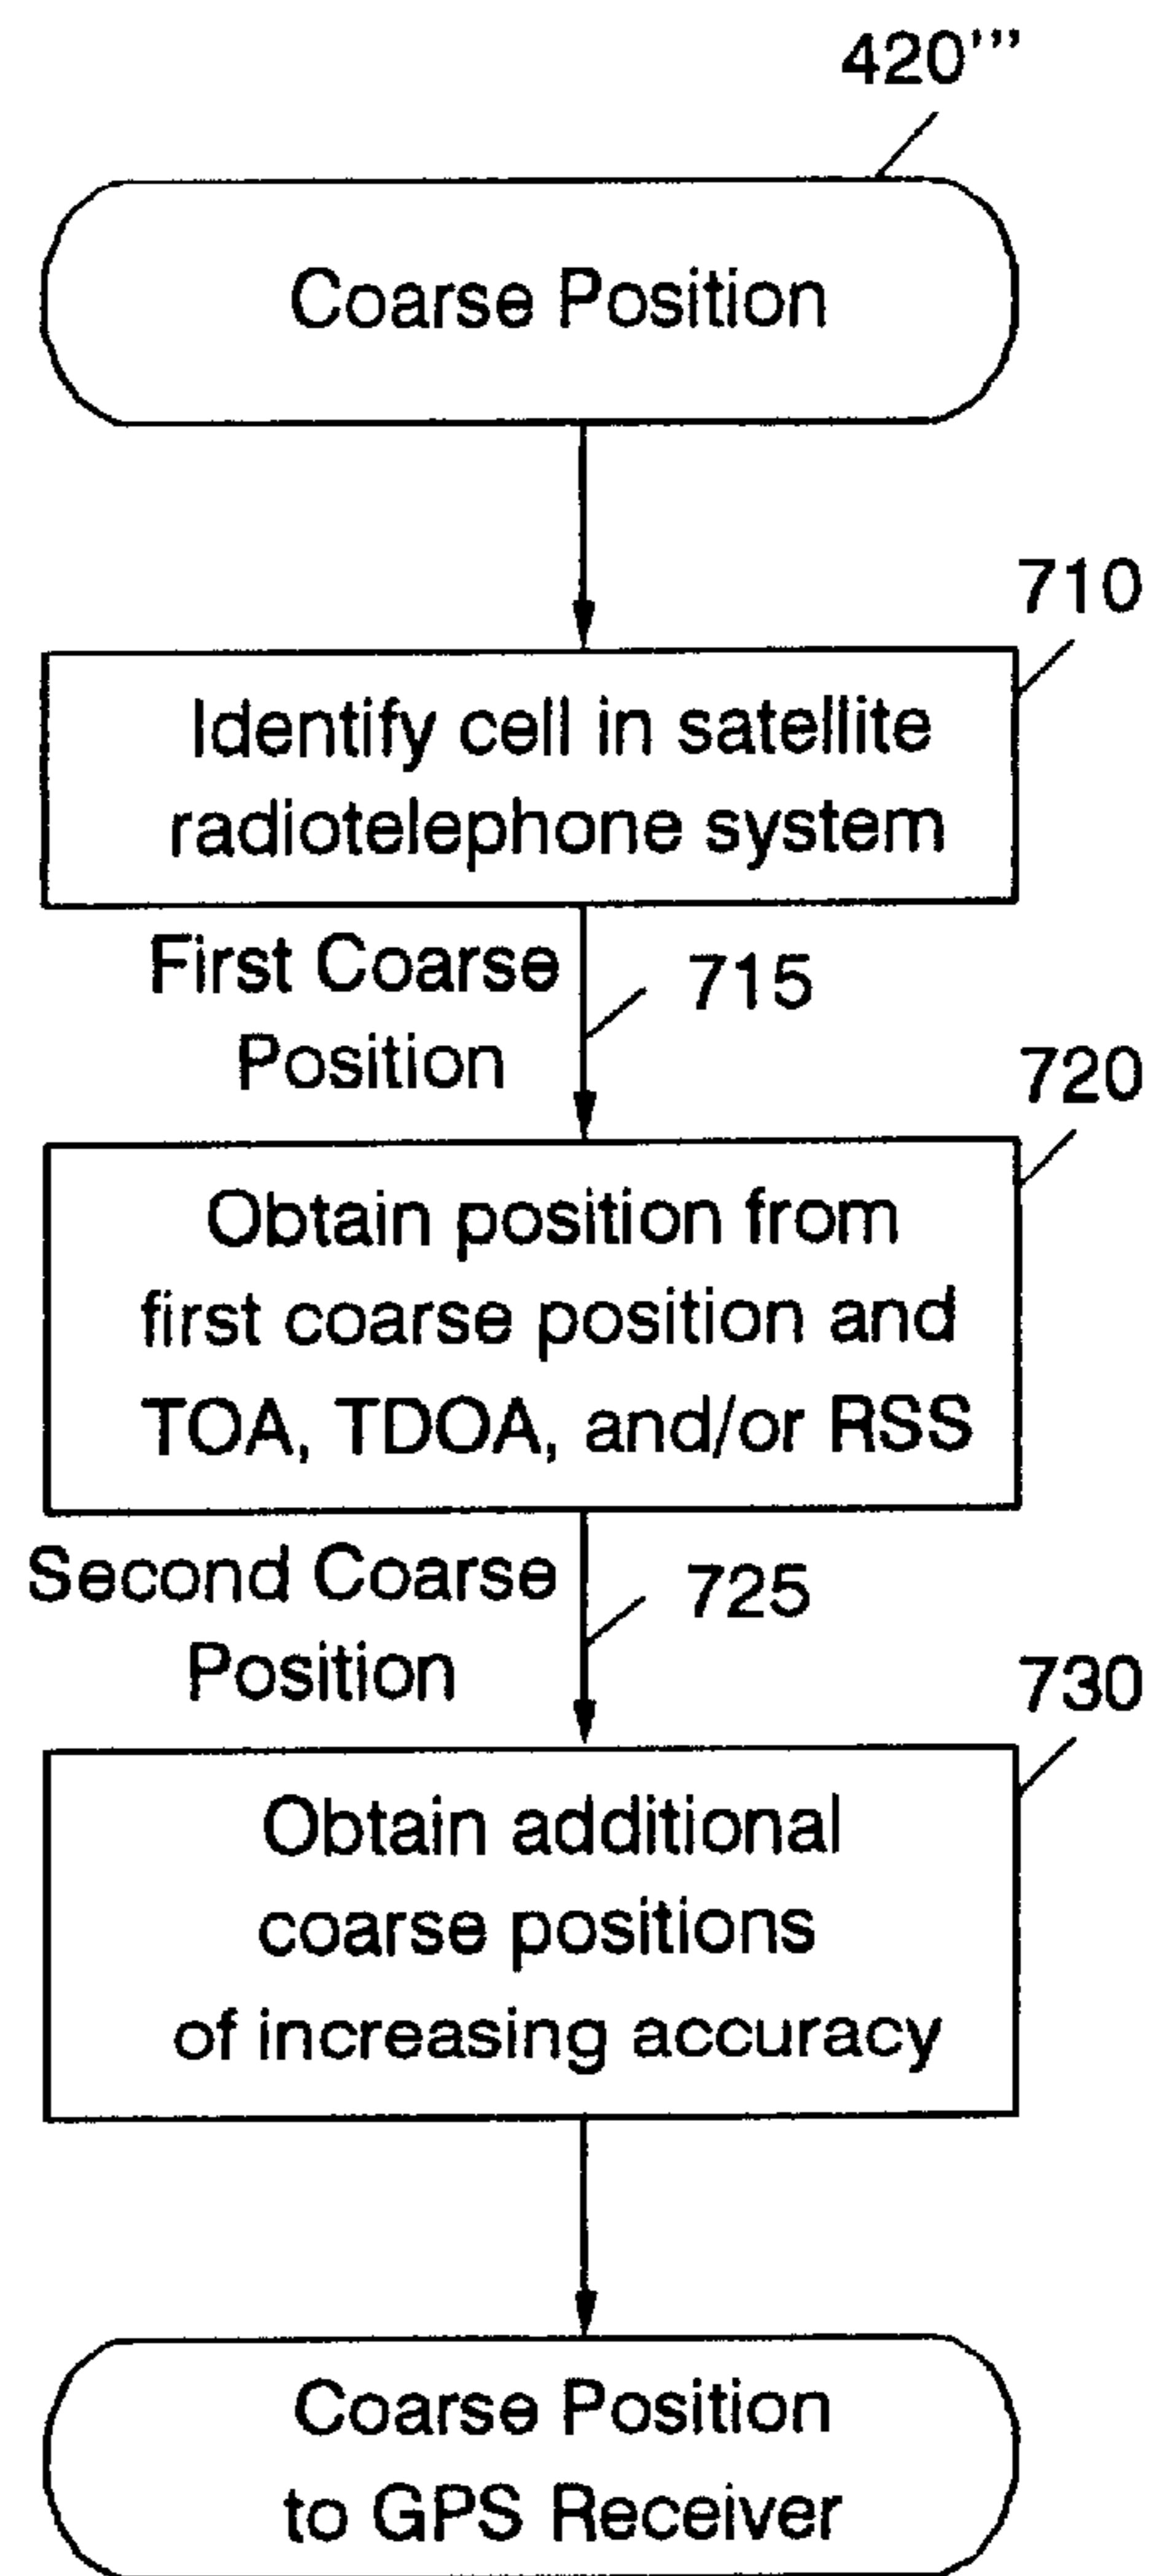 420'''
Coarse Position
710
Identify cell in satellite
radiotelephone system
First Coarse
Position
715
720
Obtain position from
first coarse position and
TOA, TDOA, and/or RSS
Second Coarse
Position
725
730
Obtain additional
coarse positions
of increasing accuracy
Coarse Position
to GPS Receiver